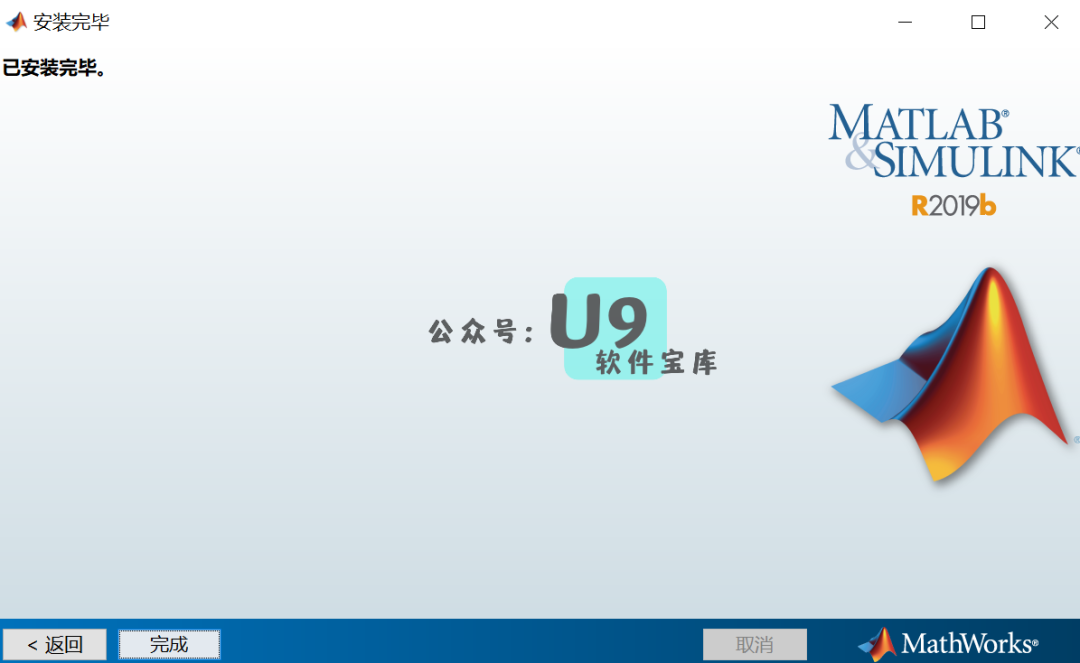 安装完毕
已安装完毕。
MATLAB®
&SIMULINK®
R2019b
公众号：U9
软件宝库
®
< 返回
完成
取消
MathWorks®